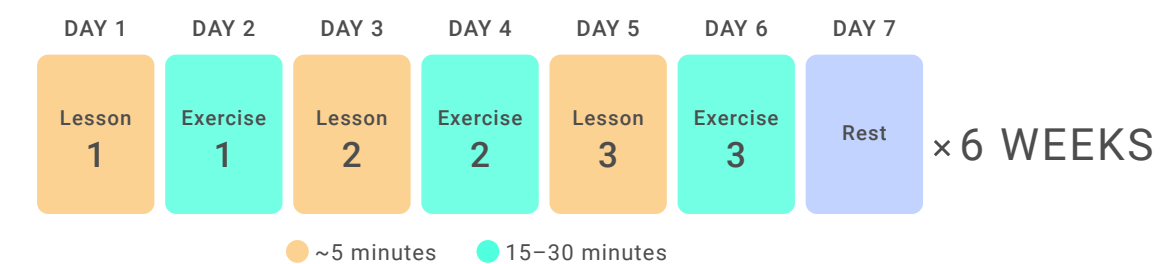 DAY 1 DAY 2 DAY 3 DAY 4 DAY 5 DAY 6 DAY 7
Lesson Exercise Lesson Exercise Lesson Exercise Rest
1 1 2 2 3 3
× 6 WEEKS
~5 minutes 15–30 minutes